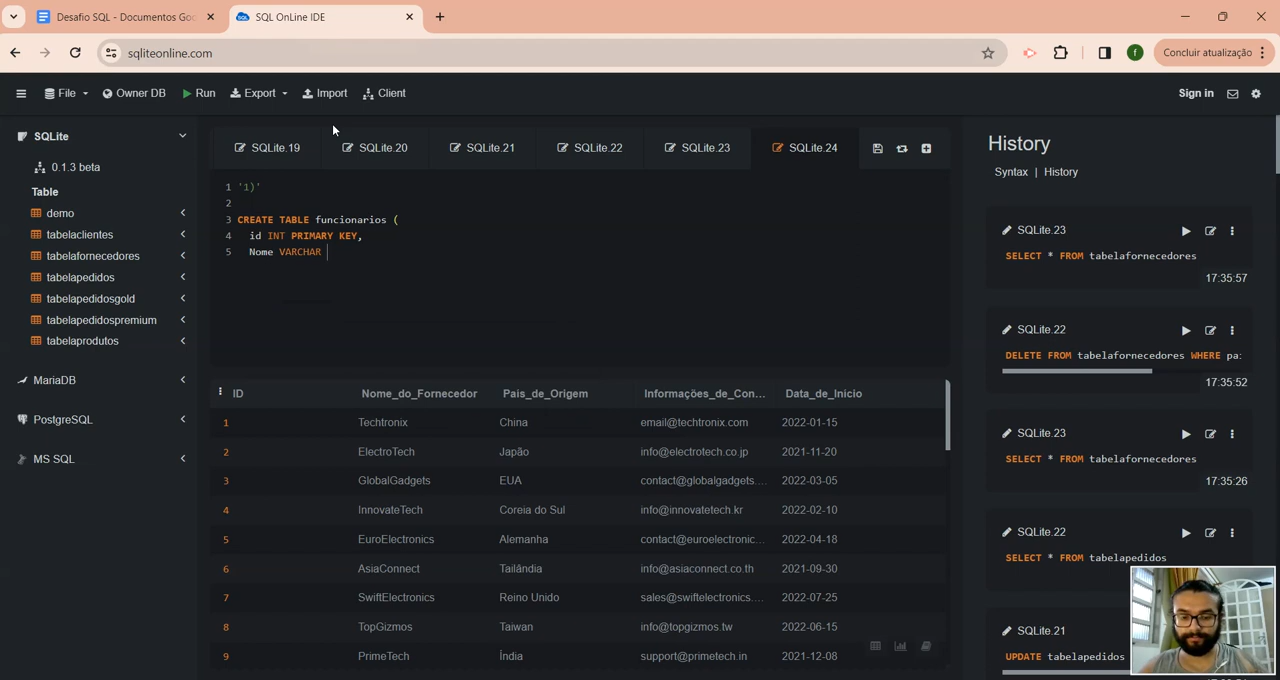 Desafio SQL - Documentos Goo
SQL OnLine IDE
sqliteonline.com
f
Concluir atualização
File
Owner DB
Run
Export
Import
Client
Sign in
SQLite
0.1.3 beta
Table
demo
tabelaclientes
tabelafornecedores
tabelapedidos
tabelapedidosgold
tabelapedidospremium
tabelaprodutos
MariaDB
PostgreSQL
MS SQL
SQLite.19
SQLite.20
SQLite.21
SQLite.22
SQLite.23
SQLite.24
1 '1)'
2
3 CREATE TABLE funcionarios (
4 id INT PRIMARY KEY,
5 Nome VARCHAR
ID Nome_do_Fornecedor País_de_Origem Informações_de_Con... Data_de_Inicio
1 Techtronix China email@techtronix.com 2022-01-15
2 ElectroTech Japão info@electrotech.co.jp 2021-11-20
3 GlobalGadgets EUA contact@globalgadgets.... 2022-03-05
4 InnovateTech Coreia do Sul info@innovatetech.kr 2022-02-10
5 EuroElectronics Alemanha contact@euroelectronic... 2022-04-18
6 AsiaConnect Tailândia info@asiaconnect.co.th 2021-09-30
7 SwiftElectronics Reino Unido sales@swiftelectronics.... 2022-07-25
8 TopGizmos Taiwan info@topgizmos.tw 2022-06-15
9 PrimeTech Índia support@primetech.in 2021-12-08
History
Syntax | History
SQLite.23
SELECT * FROM tabelafornecedores
17:35:57
SQLite.22
DELETE FROM tabelafornecedores WHERE pa:
17:35:52
SQLite.23
SELECT * FROM tabelafornecedores
17:35:26
SQLite.22
SELECT * FROM tabelapedidos
SQLite.21
UPDATE tabelapedidos